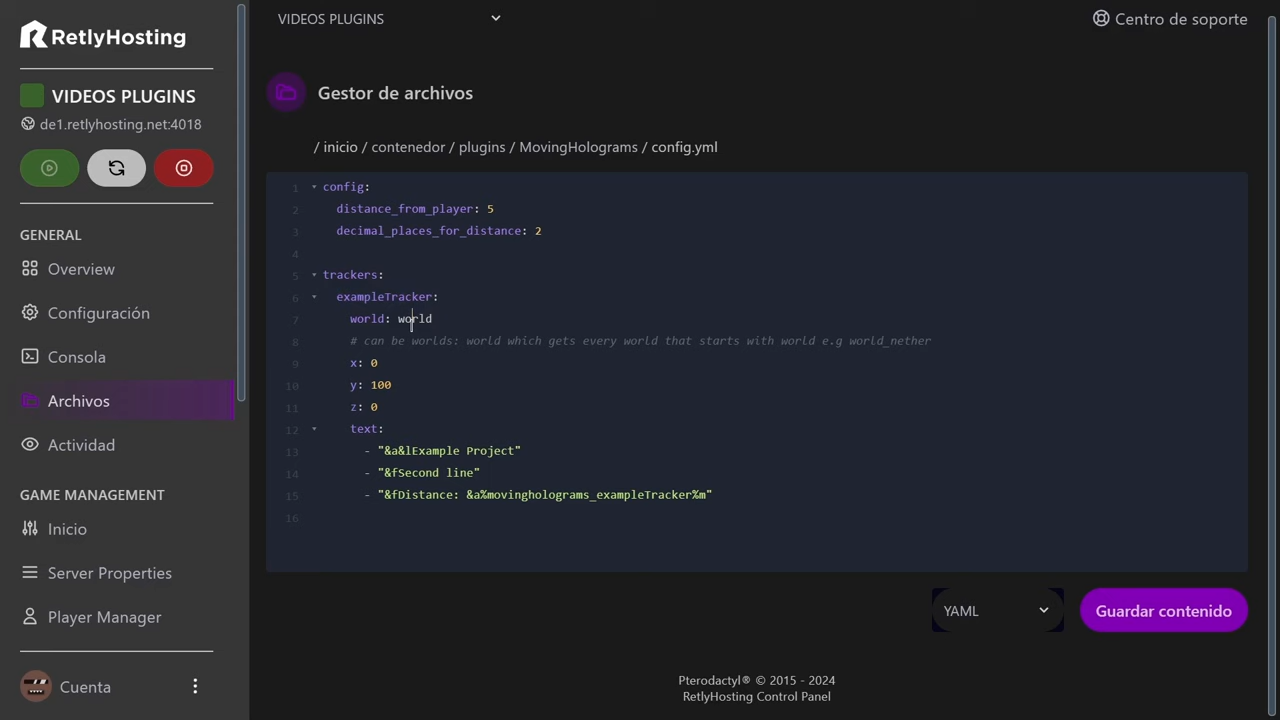 RetlyHosting
VIDEOS PLUGINS
de1.retlyhosting.net:4018
GENERAL
Overview
Configuración
Consola
Archivos
Actividad
GAME MANAGEMENT
Inicio
Server Properties
Player Manager
Cuenta
VIDEOS PLUGINS
Centro de soporte
Gestor de archivos
/ inicio / contenedor / plugins / MovingHolograms / config.yml
1 config:
2 distance_from_player: 5
3 decimal_places_for_distance: 2
4
5 trackers:
6 exampleTracker:
7 world: world
8 # can be worlds: world which gets every world that starts with world e.g world_nether
9 x: 0
10 y: 100
11 z: 0
12 text:
13 - "&a&lExample Project"
14 - "&fSecond line"
15 - "&fDistance: &a%movingholograms_exampleTracker%m"
16
YAML
Guardar contenido
Pterodactyl® © 2015 - 2024
RetlyHosting Control Panel